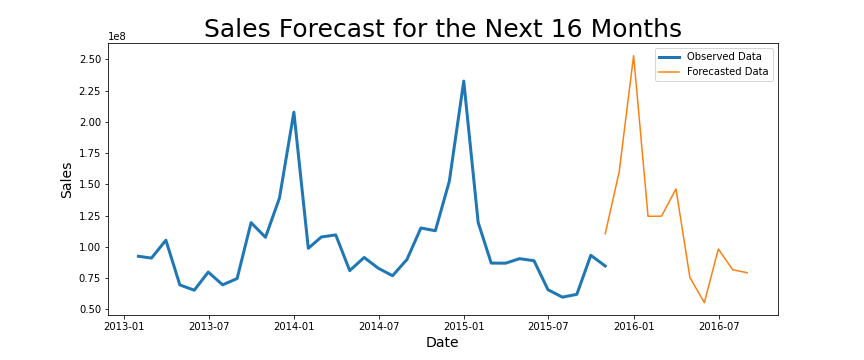 Sales Forecast for the Next 16 Months
1e8
Observed Data
Forecasted Data
2.50
2.25
2.00
1.75
1.50
1.25
1.00
0.75
0.50
Sales
2013-01 2013-07 2014-01 2014-07 2015-01 2015-07 2016-01 2016-07
Date